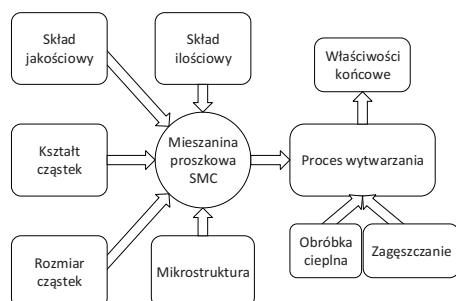 Skład
jakościowy
Skład
ilościowy
Właściwości
końcowe
Kształt
cząstek
Mieszanina
proszkowa
SMC
Proces wytwarzania
Rozmiar
cząstek
Mikrostruktura
Obróbka
cieplna
Zagęszczanie